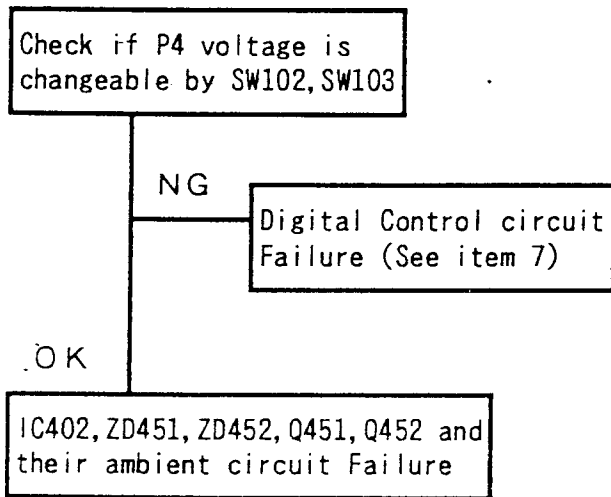 Check if P4 voltage is
changeable by SW102,SW103
NG
Digital Control circuit
Failure (See item 7)
OK
IC402,ZD451,ZD452,Q451,Q452 and
their ambient circuit Failure